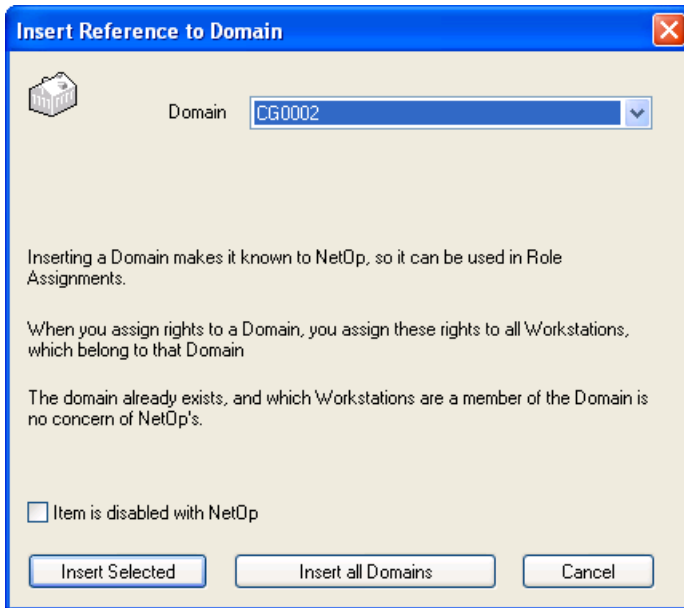 Insert Reference to Domain
Domain CG0002
Inserting a Domain makes it known to NetOp, so it can be used in Role
Assignments.
When you assign rights to a Domain, you assign these rights to all Workstations,
which belong to that Domain
The domain already exists, and which Workstations are a member of the Domain is
no concern of NetOp's.
Item is disabled with NetOp
Insert Selected Insert all Domains Cancel